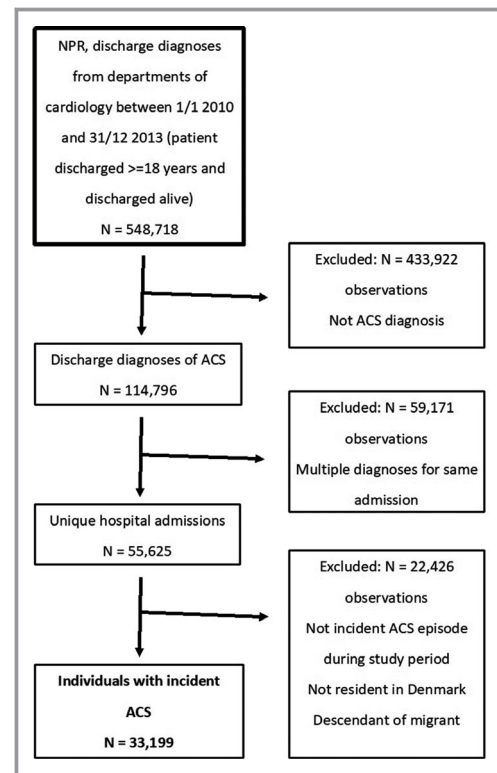 NPR, discharge diagnoses
from departments of
cardiology between 1/1 2010
and 31/12 2013 (patient
discharged >=18 years and
discharged alive)
N = 548,718
Excluded: N = 433,922
observations
Not ACS diagnosis
Discharge diagnoses of ACS
N = 114,796
Excluded: N = 59,171
observations
Multiple diagnoses for same
admission
Unique hospital admissions
N = 55,625
Excluded: N = 22,426
observations
Not incident ACS episode
during study period
Not resident in Denmark
Descendant of migrant
Individuals with incident
ACS
N = 33,199